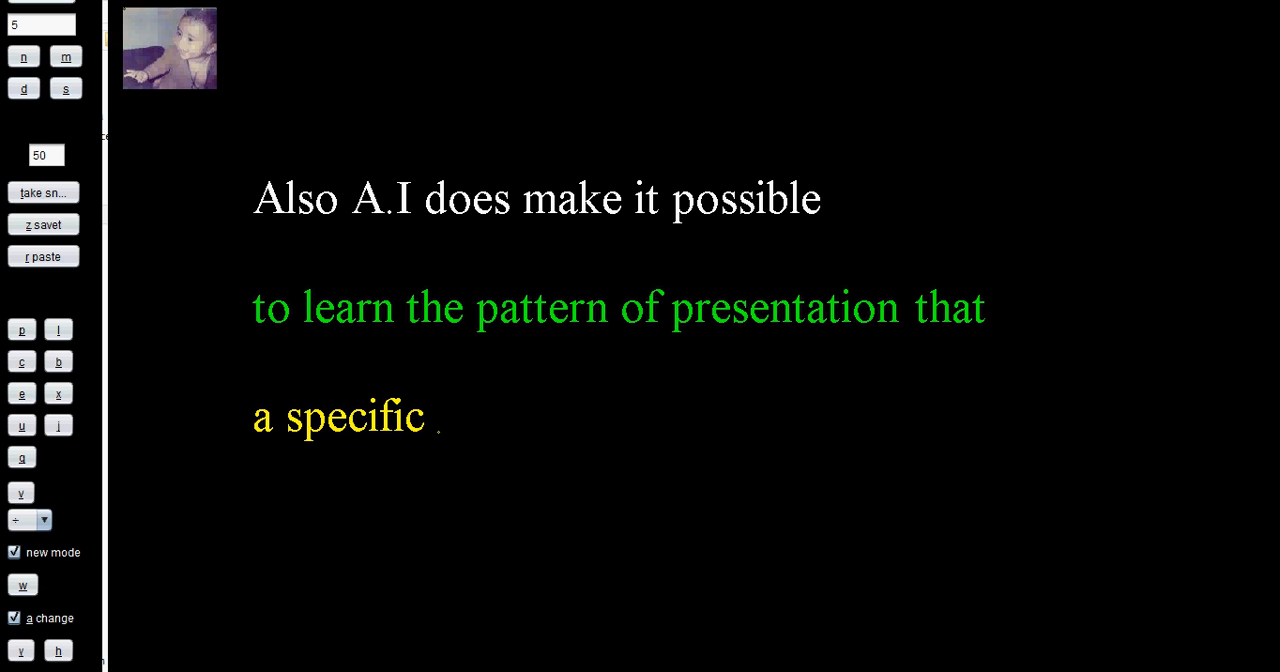 5
n m
d s
50
take sn...
z savet
r paste
p l
c b
e x
u j
q
v
÷
new mode
w
a change
y h
Also A.I does make it possible
to learn the pattern of presentation that
a specific .